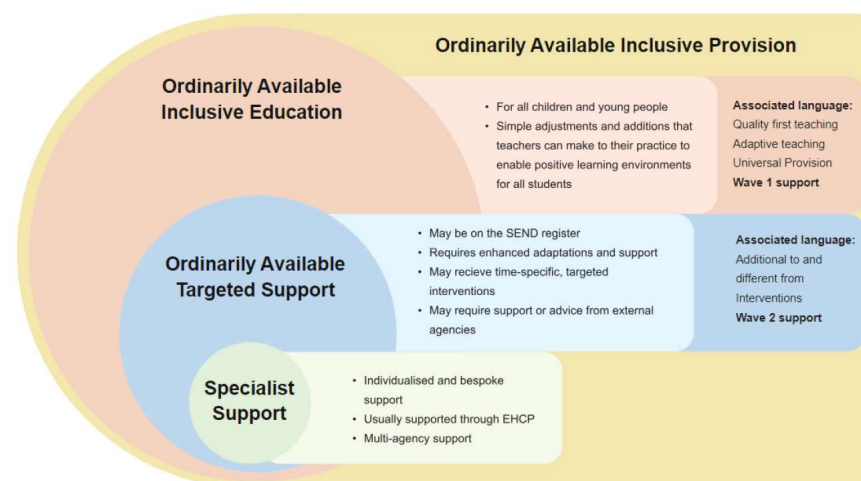 Ordinarily Available Inclusive Provision
Ordinarily Available
Inclusive Education
• For all children and young people
• Simple adjustments and additions that
teachers can make to their practice to
enable positive learning environments
for all students
Associated language:
Quality first teaching
Adaptive teaching
Universal Provision
Wave 1 support
Ordinarily Available
Targeted Support
• May be on the SEND register
• Requires enhanced adaptations and support
• May recieve time-specific, targeted
interventions
• May require support or advice from external
agencies
Associated language:
Additional to and
different from
Interventions
Wave 2 support
Specialist
Support
• Individualised and bespoke
support
• Usually supported through EHCP
• Multi-agency support